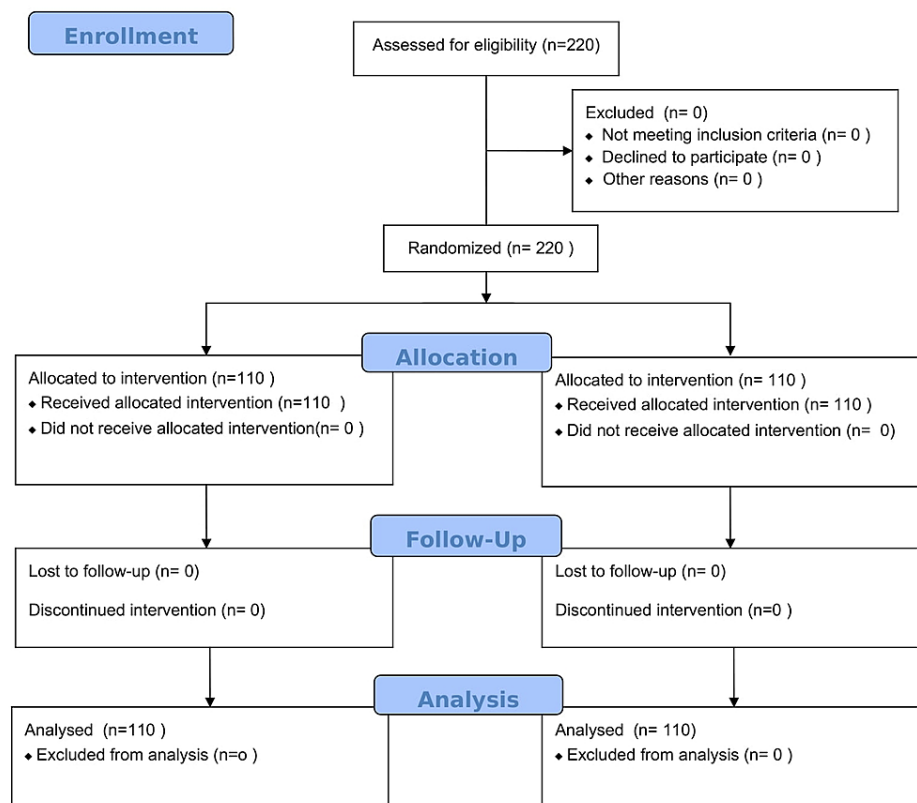 Enrollment
Assessed for eligibility (n=220)
Excluded (n= 0)
◆ Not meeting inclusion criteria (n= 0 )
◆ Declined to participate (n= 0 )
◆ Other reasons (n= 0 )
Randomized (n= 220 )
Allocation
Allocated to intervention (n=110 )
◆ Received allocated intervention (n=110 )
◆ Did not receive allocated intervention(n= 0 )
Allocated to intervention (n= 110 )
◆ Received allocated intervention (n= 110 )
◆ Did not receive allocated intervention (n= 0)
Follow-Up
Lost to follow-up (n= 0)
Discontinued intervention (n= 0)
Lost to follow-up (n= 0)
Discontinued intervention (n=0 )
Analysis
Analysed (n=110 )
◆ Excluded from analysis (n=o )
Analysed (n= 110)
◆ Excluded from analysis (n= 0 )